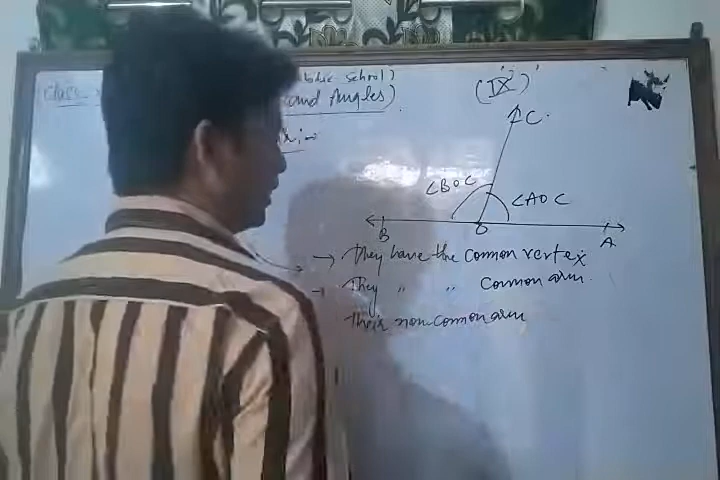 Public school)
('IX')
Class
and Angles).
C.
∠BOC
∠AOC
B
O
A
→ They have the common vertex
→ They " " common arm.
Their non common arm